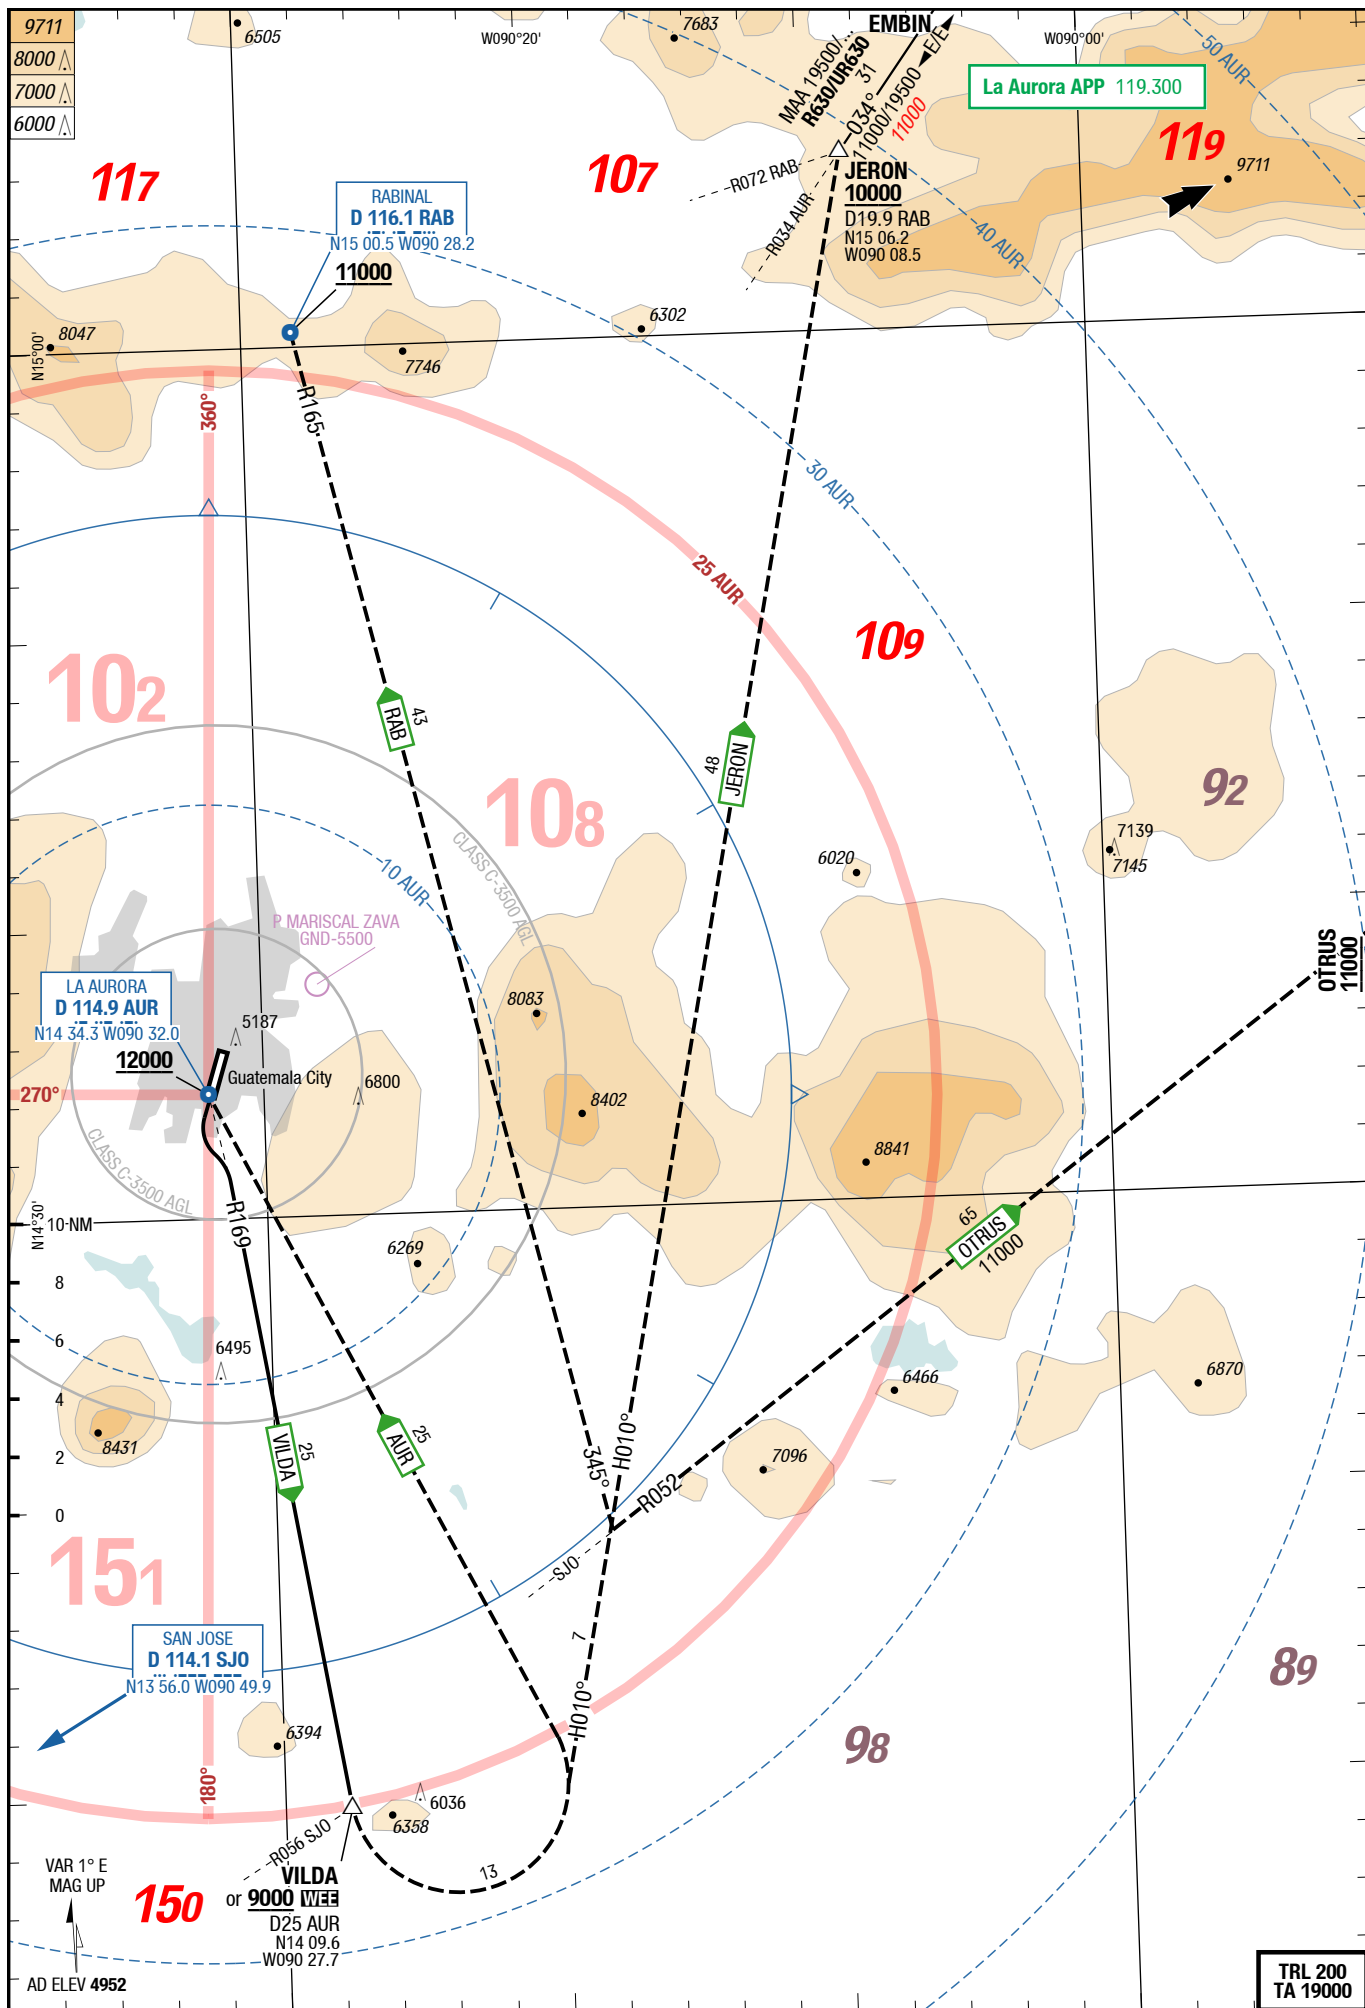 9711
8000
7000
6000
6505
W090°20'
7683
EMBIN
W090°00'
50 AUR
MAA 19500/...
R630/UR630
31
034°
11000/19500
E/E
11000
La Aurora APP 119.300
117
107
119
9711
R072 RAB
R034 AUR
JERON
10000
D19.9 RAB
N15 06.2
W090 08.5
40 AUR
RABINAL
D 116.1 RAB
N15 00.5 W090 28.2
11000
6302
8047
N15°00'
7746
360°
R165
30 AUR
25 AUR
109
102
RAB
43
48
JERON
108
92
10 AUR
CLASS C-3500 AGL
6020
7139
7145
P MARISCAL ZAVA
GND-5500
OTRUS
11000
LA AURORA
D 114.9 AUR
N14 34.3 W090 32.0
12000
5187
8083
Guatemala City
6800
8402
270°
8841
CLASS C-3500 AGL
R169
N14°30'
10 NM
8
6
4
2
0
6269
65
OTRUS
11000
6495
6466
6870
8431
VILDA
25
AUR
25
345°
H010°
7096
R052
SJO
151
SAN JOSE
D 114.1 SJO
N13 56.0 W090 49.9
7
H010°
89
98
6394
180°
6036
6358
R056 SJO
13
VAR 1° E
MAG UP
150
VILDA
or 9000 WEE
D25 AUR
N14 09.6
W090 27.7
AD ELEV 4952
TRL 200
TA 19000